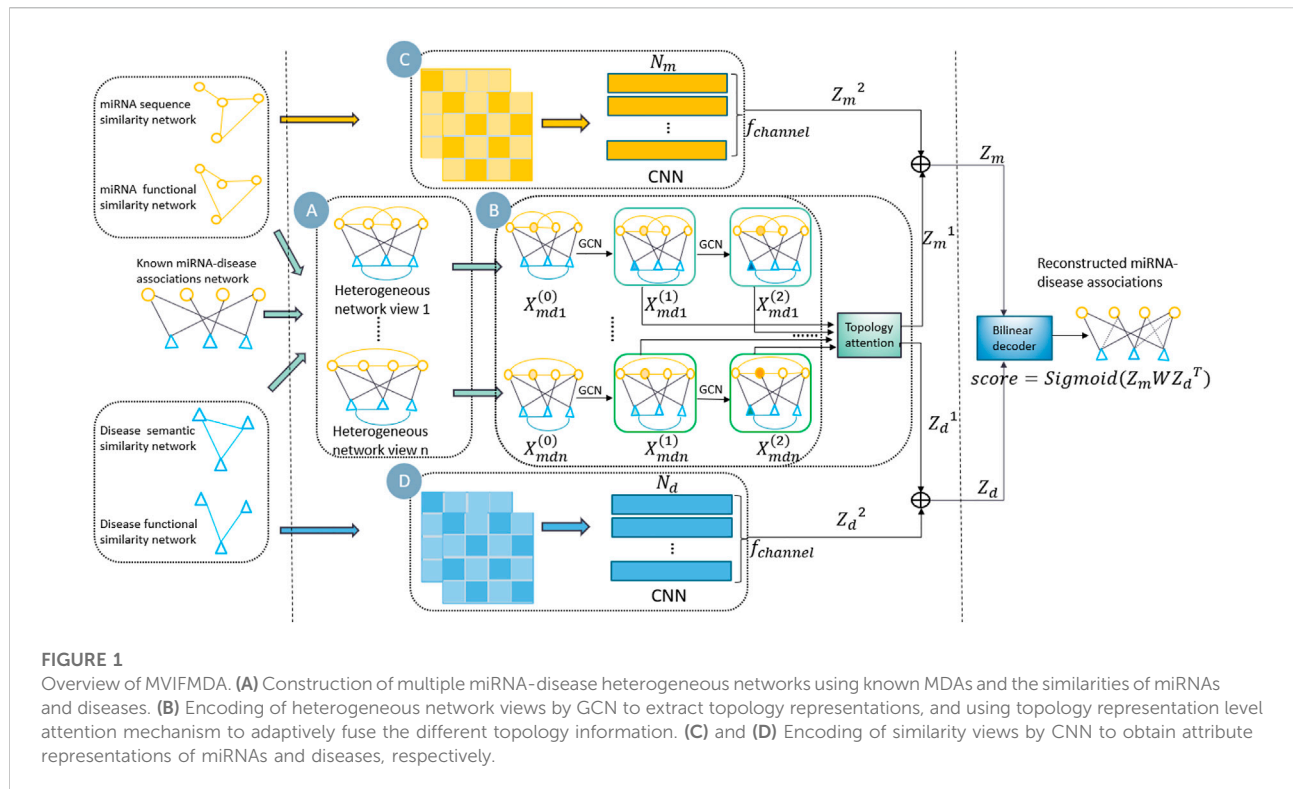 C
N_m
Z_m^2
f_channel
⋮
CNN
miRNA sequence
similarity network
miRNA functional
similarity network
Known miRNA-disease
associations network
Disease semantic
similarity network
Disease functional
similarity network
A
Heterogeneous
network view 1
Heterogeneous
network view n
B
GCN
GCN
X_md1^(0)
X_md1^(1)
X_md1^(2)
GCN
GCN
X_mdn^(0)
X_mdn^(1)
X_mdn^(2)
Topology
attention
Z_m
Z_m^1
Z_d^1
Z_d
Reconstructed miRNA-
disease associations
Bilinear
decoder
score = Sigmoid(Z_mWZ_d^T)
D
N_d
Z_d^2
f_channel
⋮
CNN
FIGURE 1
Overview of MVIFMDA. (A) Construction of multiple miRNA-disease heterogeneous networks using known MDAs and the similarities of miRNAs
and diseases. (B) Encoding of heterogeneous network views by GCN to extract topology representations, and using topology representation level
attention mechanism to adaptively fuse the different topology information. (C) and (D) Encoding of similarity views by CNN to obtain attribute
representations of miRNAs and diseases, respectively.